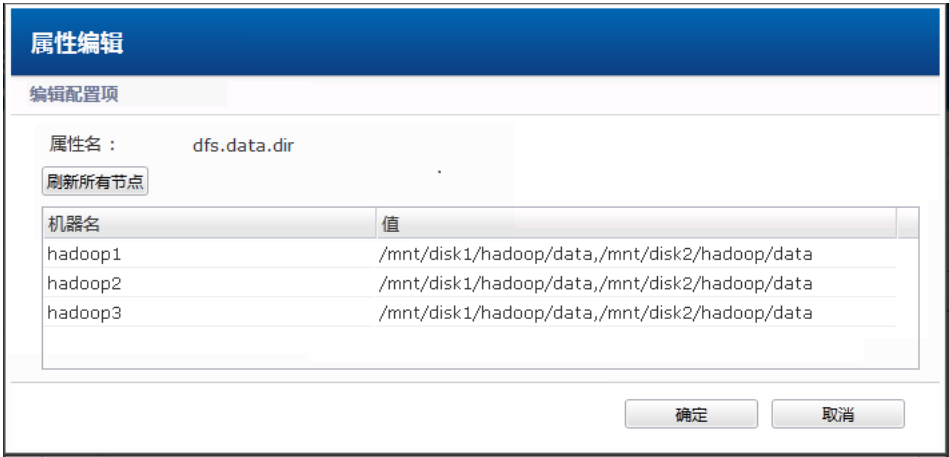 属性编辑
编辑配置项
属性名： dfs.data.dir
刷新所有节点
机器名 值
hadoop1 /mnt/disk1/hadoop/data,/mnt/disk2/hadoop/data
hadoop2 /mnt/disk1/hadoop/data,/mnt/disk2/hadoop/data
hadoop3 /mnt/disk1/hadoop/data,/mnt/disk2/hadoop/data
确定 取消